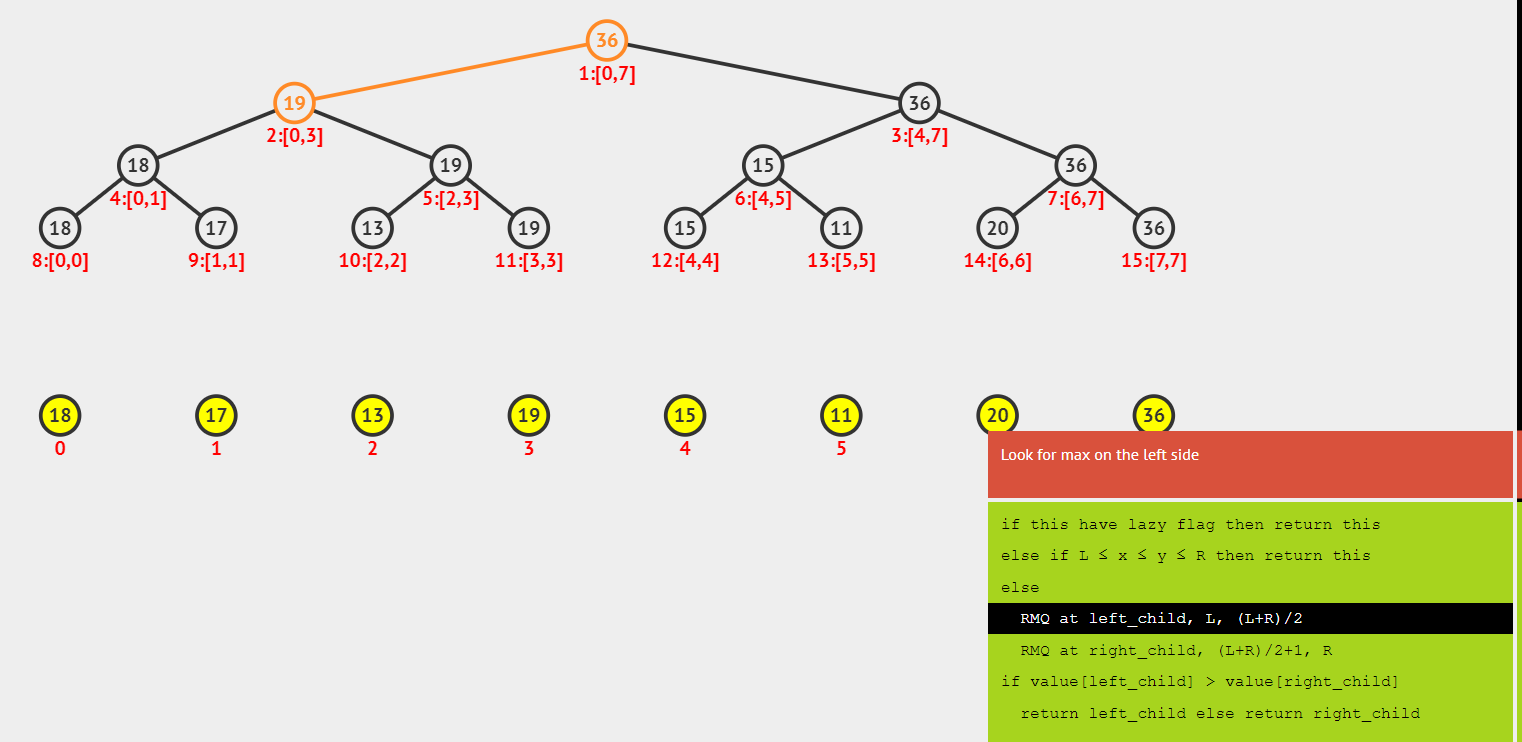 36
1:[0,7]
19 36
2:[0,3] 3:[4,7]
18 19 15 36
4:[0,1] 5:[2,3] 6:[4,5] 7:[6,7]
18 17 13 19 15 11 20 36
8:[0,0] 9:[1,1] 10:[2,2] 11:[3,3] 12:[4,4] 13:[5,5] 14:[6,6] 15:[7,7]
18 17 13 19 15 11 20 36
0 1 2 3 4 5
Look for max on the left side
if this have lazy flag then return this
else if L ≤ x ≤ y ≤ R then return this
else
RMQ at left_child, L, (L+R)/2
RMQ at right_child, (L+R)/2+1, R
if value[left_child] > value[right_child]
return left_child else return right_child